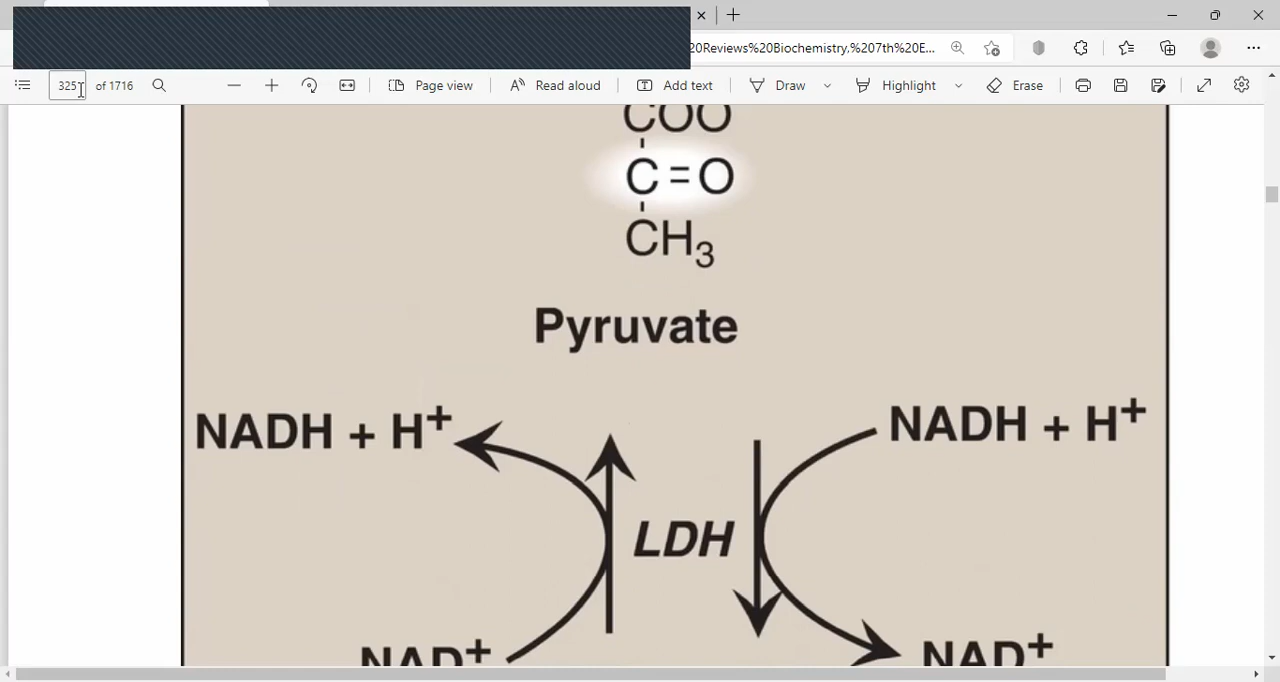 20Reviews%20Biochemistry,%207th%20E...
325 of 1716 Page view Read aloud Add text Draw Highlight Erase
COO
C=O
CH3
Pyruvate
NADH + H+ NADH + H+
LDH
NAD+ NAD+